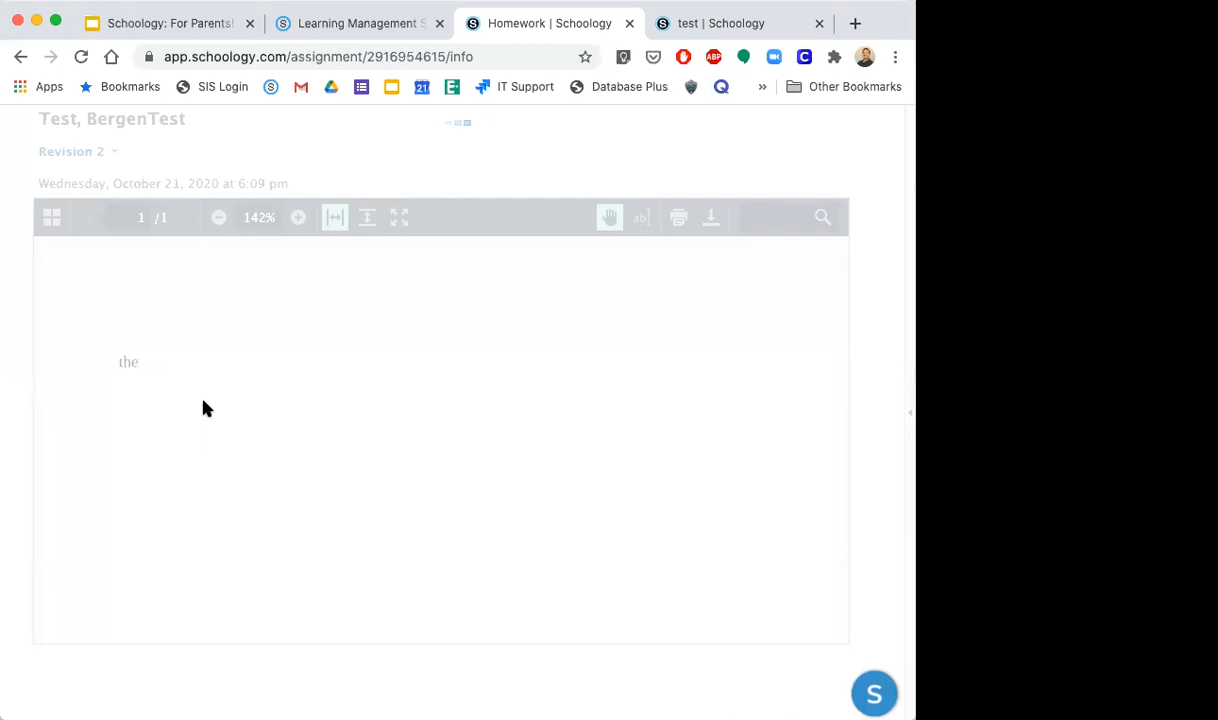 Schoology: For Parents!
Learning Management S
Homework | Schoology
test | Schoology
app.schoology.com/assignment/2916954615/info
ABP
Apps
Bookmarks
SIS Login
IT Support
Database Plus
Other Bookmarks
Test, BergenTest
Revision 2
Wednesday, October 21, 2020 at 6:09 pm
1 /1
142%
the
S